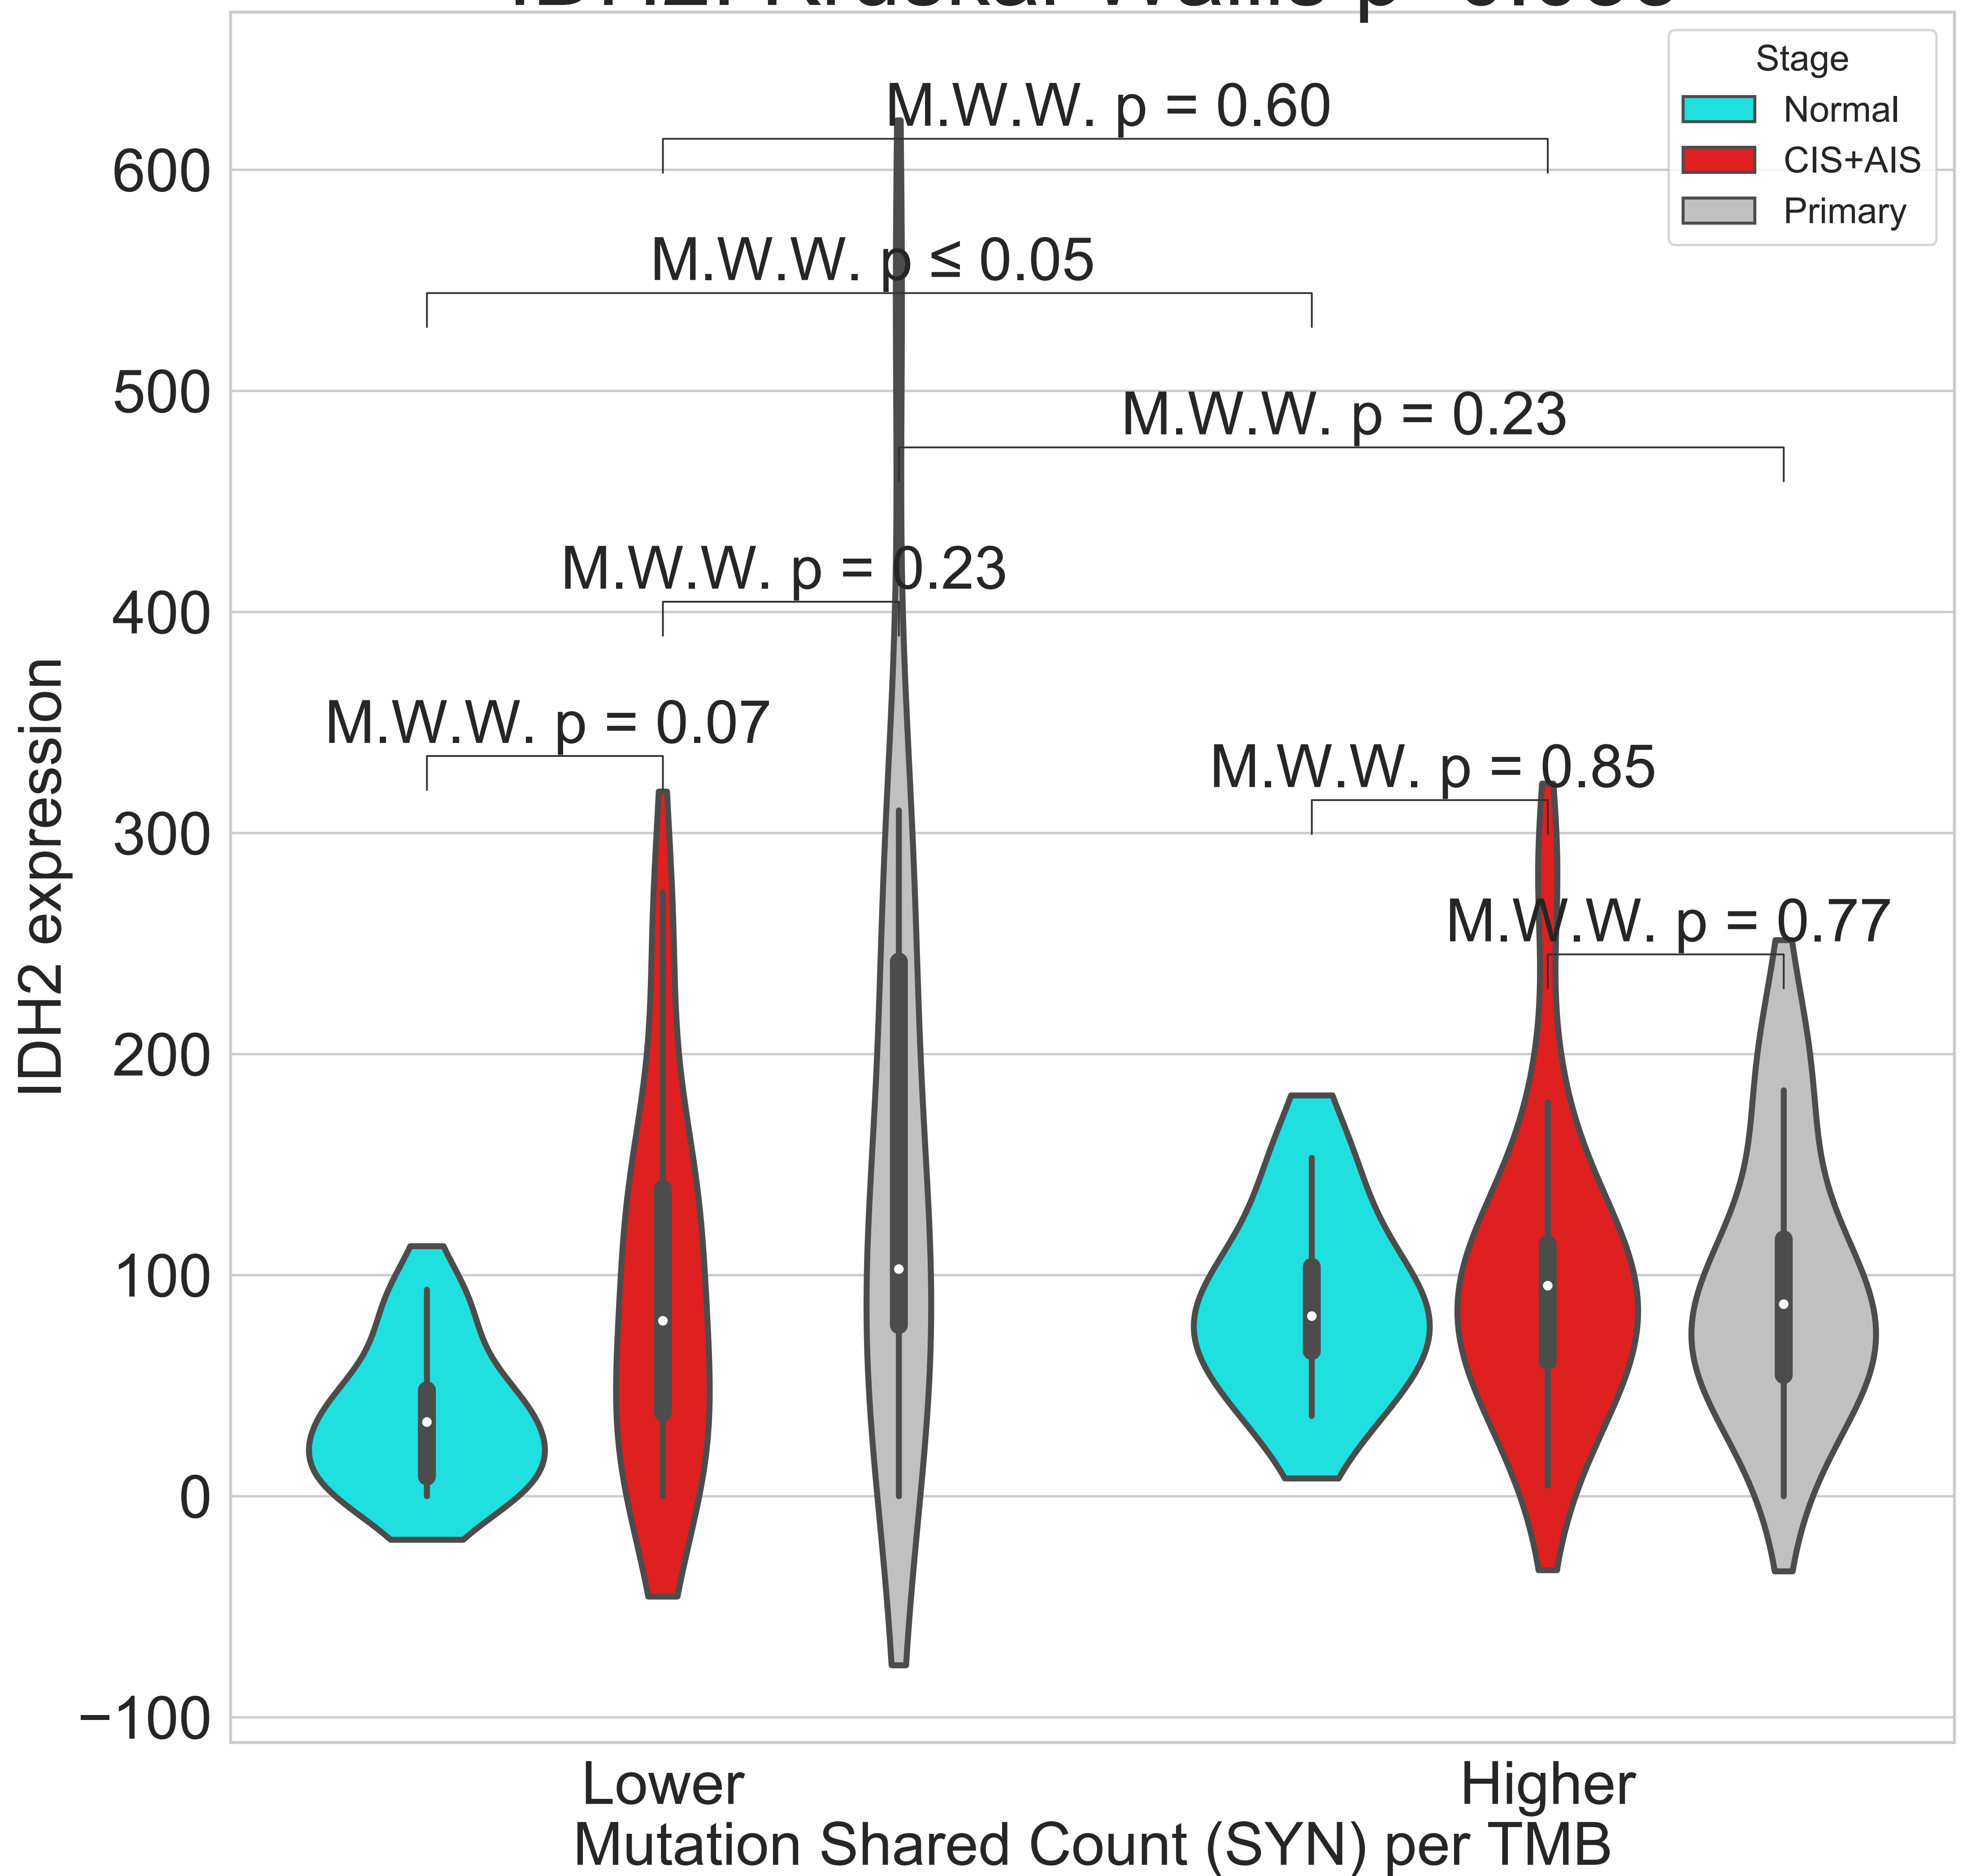 Stage
Normal
CIS+AIS
Primary
M.W.W. p = 0.60
M.W.W. p ≤ 0.05
M.W.W. p = 0.23
M.W.W. p = 0.23
M.W.W. p = 0.07
M.W.W. p = 0.85
M.W.W. p = 0.77
IDH2 expression
600
500
400
300
200
100
0
−100
Lower
Higher
Mutation Shared Count (SYN) per TMB